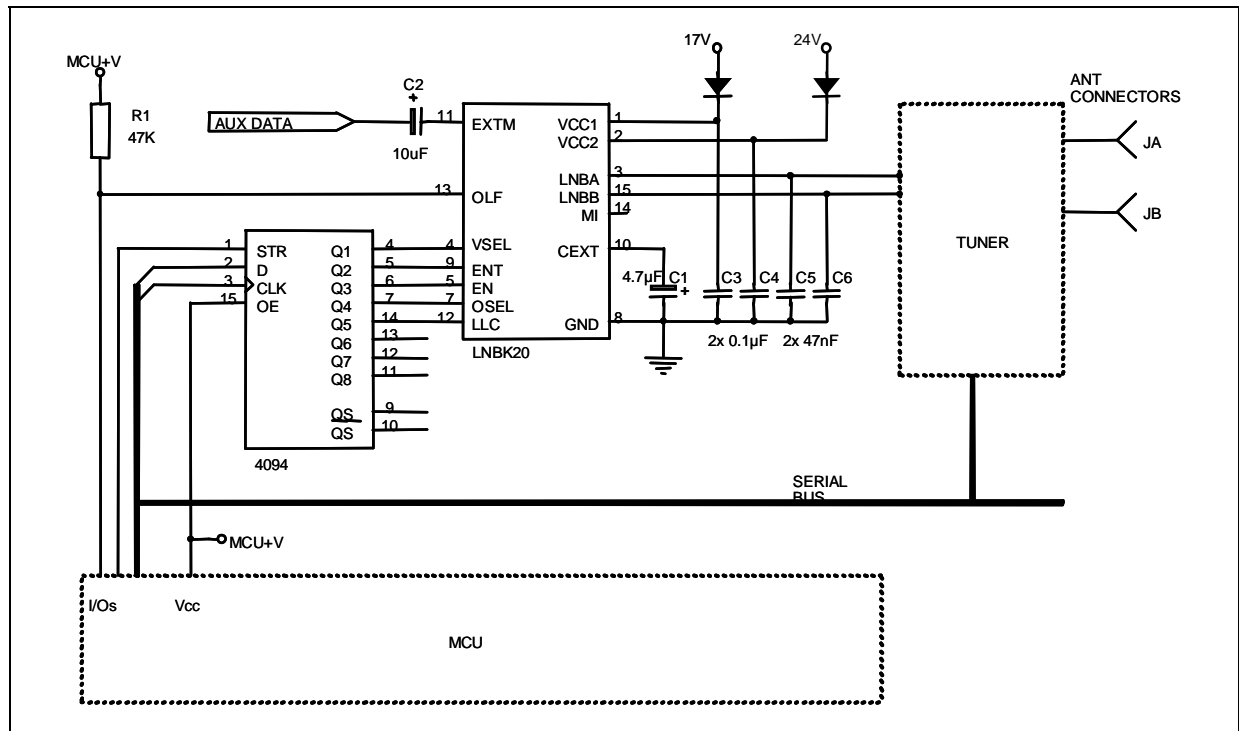 17V
24V
MCU+V
ANT
CONNECTORS
R1
47K
C2
+
AUX DATA
10uF
11
EXTM
VCC1
1
VCC2
2
LNBA
3
LNBB
15
MI
14
13
OLF
JA
JB
TUNER
1
STR
2
D
3
CLK
15
OE
Q1
4
Q2
5
Q3
6
Q4
7
Q5
14
Q6
13
Q7
12
Q8
11
QS
9
QS
10
4094
4
VSEL
9
ENT
5
EN
7
OSEL
12
LLC
CEXT
10
GND
8
LNBK20
4.7µF
C1
+
C3
C4
C5
C6
2x 0.1µF
2x 47nF
SERIAL
BUS
MCU+V
I/Os
Vcc
MCU